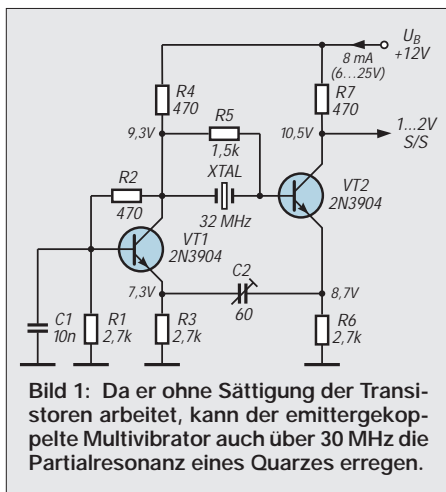 U_B
+12V
8 mA
(6...25V)
R4
470
R7
470
R5
1,5k
9,3V
10,5V
1...2V
S/S
R2
470
XTAL
32 MHz
VT2
2N3904
VT1
2N3904
C2
60
7,3V
8,7V
C1
10n
R1
2,7k
R3
2,7k
R6
2,7k
Bild 1: Da er ohne Sättigung der Transi-
storen arbeitet, kann der emittergekop-
pelte Multivibrator auch über 30 MHz die
Partialresonanz eines Quarzes erregen.